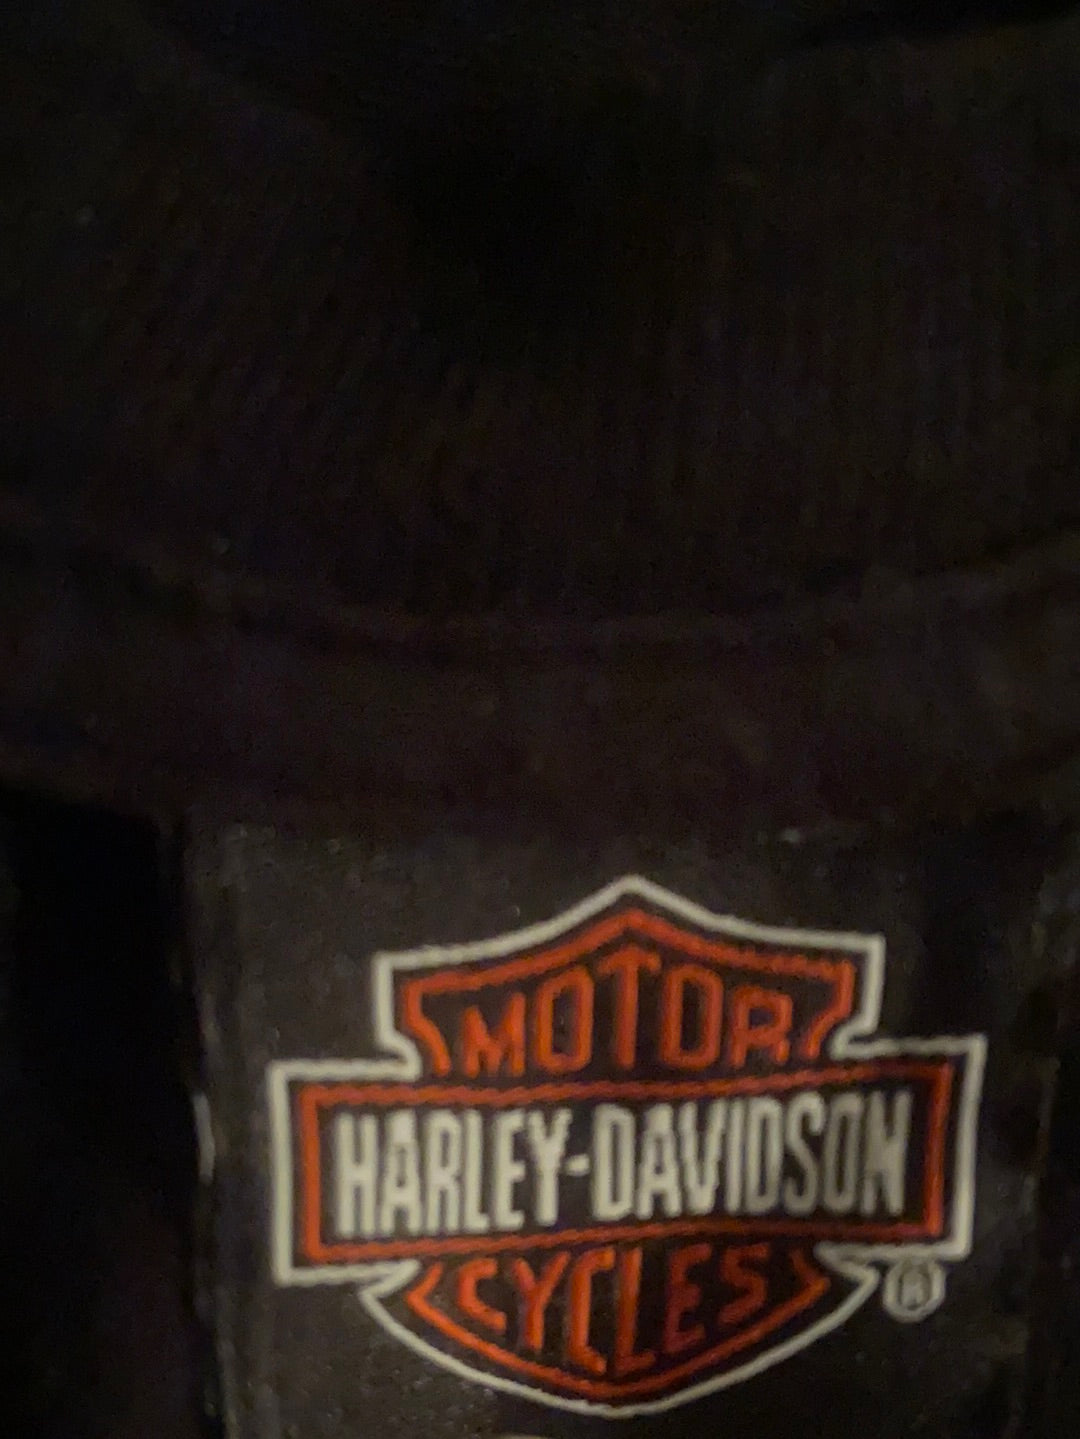 MOTOR
HARLEY-DAVIDSON
CYCLES
®